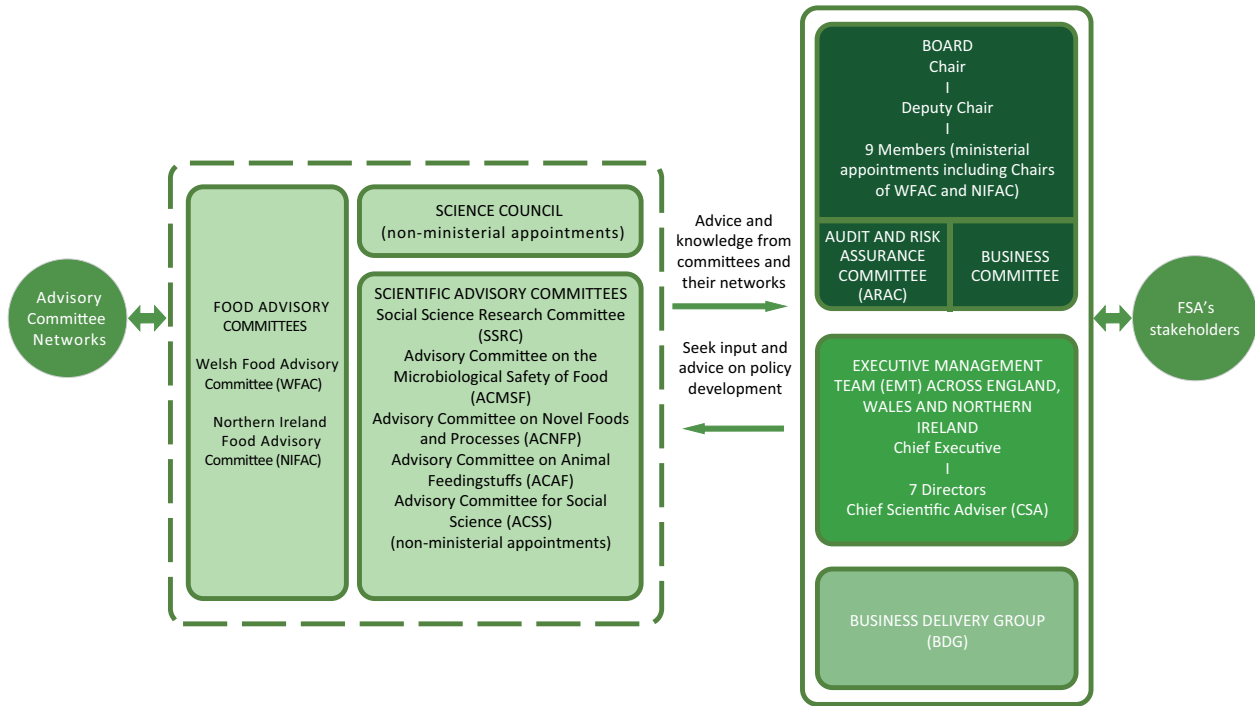 Advisory
Committee
Networks
FOOD ADVISORY
COMMITTEES
Welsh Food Advisory
Committee (WFAC)
Northern Ireland
Food Advisory
Committee (NIFAC)
SCIENCE COUNCIL
(non-ministerial appointments)
SCIENTIFIC ADVISORY COMMITTEES
Social Science Research Committee
(SSRC)
Advisory Committee on the
Microbiological Safety of Food
(ACMSF)
Advisory Committee on Novel Foods
and Processes (ACNFP)
Advisory Committee on Animal
Feedingstuffs (ACAF)
Advisory Committee for Social
Science (ACSS)
(non-ministerial appointments)
Advice and
knowledge from
committees and
their networks
Seek input and
advice on policy
development
BOARD
Chair
I
Deputy Chair
I
9 Members (ministerial
appointments including Chairs
of WFAC and NIFAC)
AUDIT AND RISK
ASSURANCE
COMMITTEE
(ARAC)
BUSINESS
COMMITTEE
EXECUTIVE MANAGEMENT
TEAM (EMT) ACROSS ENGLAND,
WALES AND NORTHERN
IRELAND
Chief Executive
I
7 Directors
Chief Scientific Adviser (CSA)
BUSINESS DELIVERY GROUP
(BDG)
FSA's
stakeholders